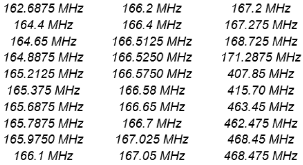 162.6875 MHz 166.2 MHz 167.2 MHz
164.4 MHz 166.4 MHz 167.275 MHz
164.65 MHz 166.5125 MHz 168.725 MHz
164.8875 MHz 166.5250 MHz 171.2875 MHz
165.2125 MHz 166.5750 MHz 407.85 MHz
165.375 MHz 166.58 MHz 415.70 MHz
165.6875 MHz 166.65 MHz 463.45 MHz
165.7875 MHz 166.7 MHz 462.475 MHz
165.9750 MHz 167.025 MHz 468.45 MHz
166.1 MHz 167.05 MHz 468.475 MHz